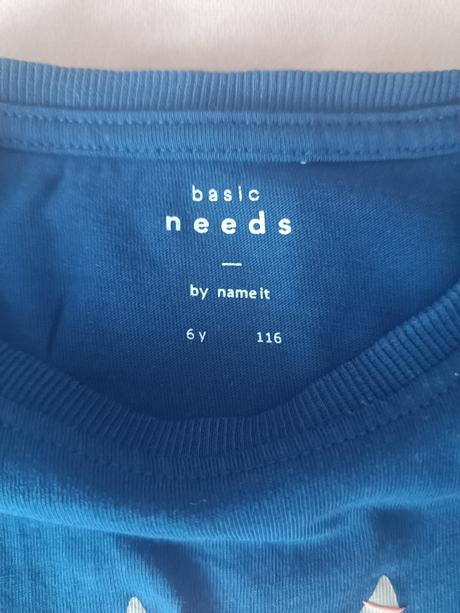 basic
needs
by name it
6 y 116